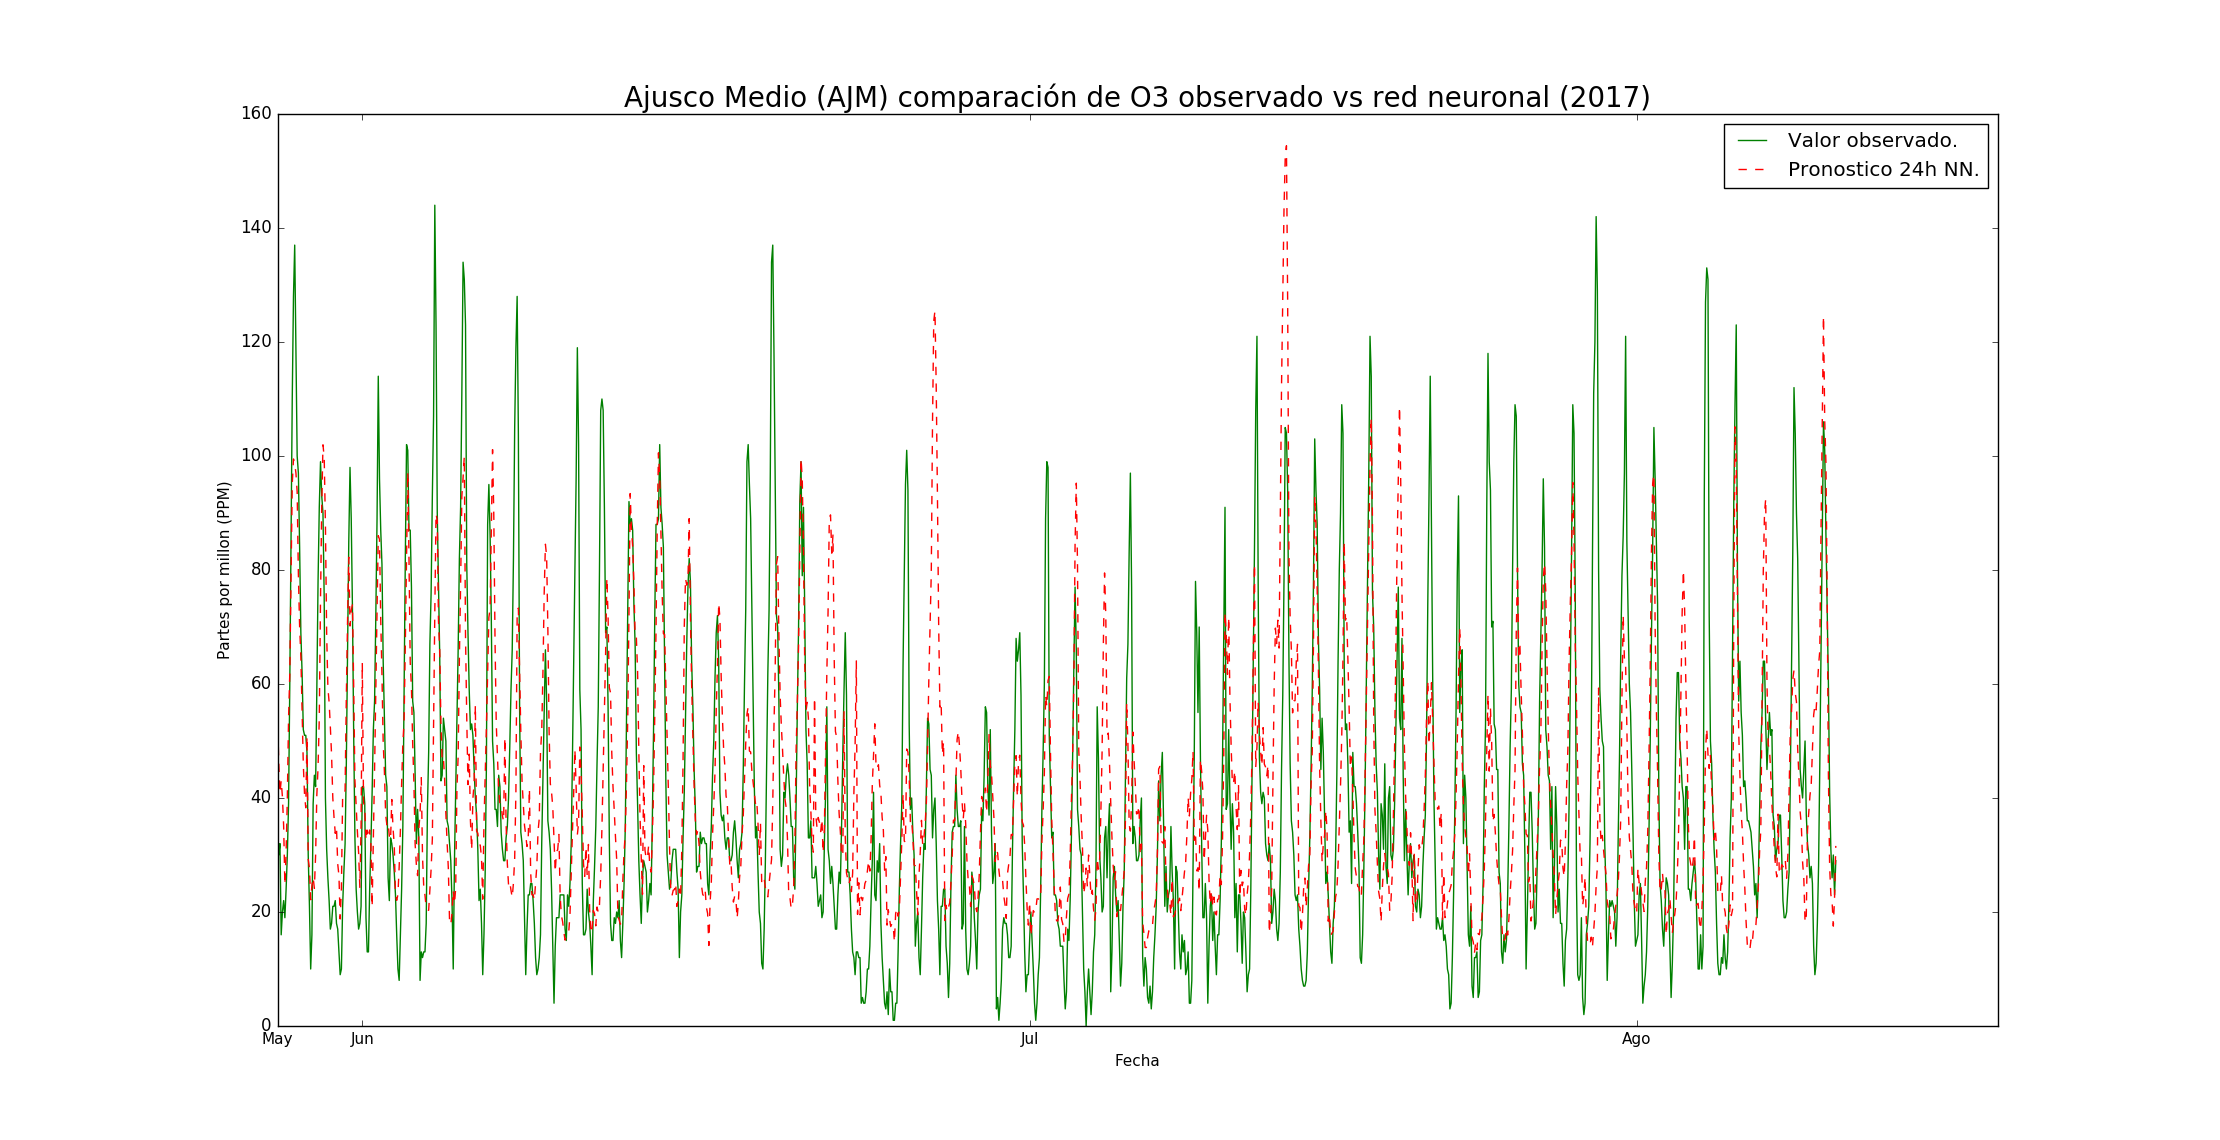 Ajusco Medio (AJM) comparación de O3 observado vs red neuronal (2017)
Valor observado.
Pronostico 24h NN.
160
140
120
100
80
60
40
20
0
Partes por millon (PPM)
May Jun Jul Ago
Fecha